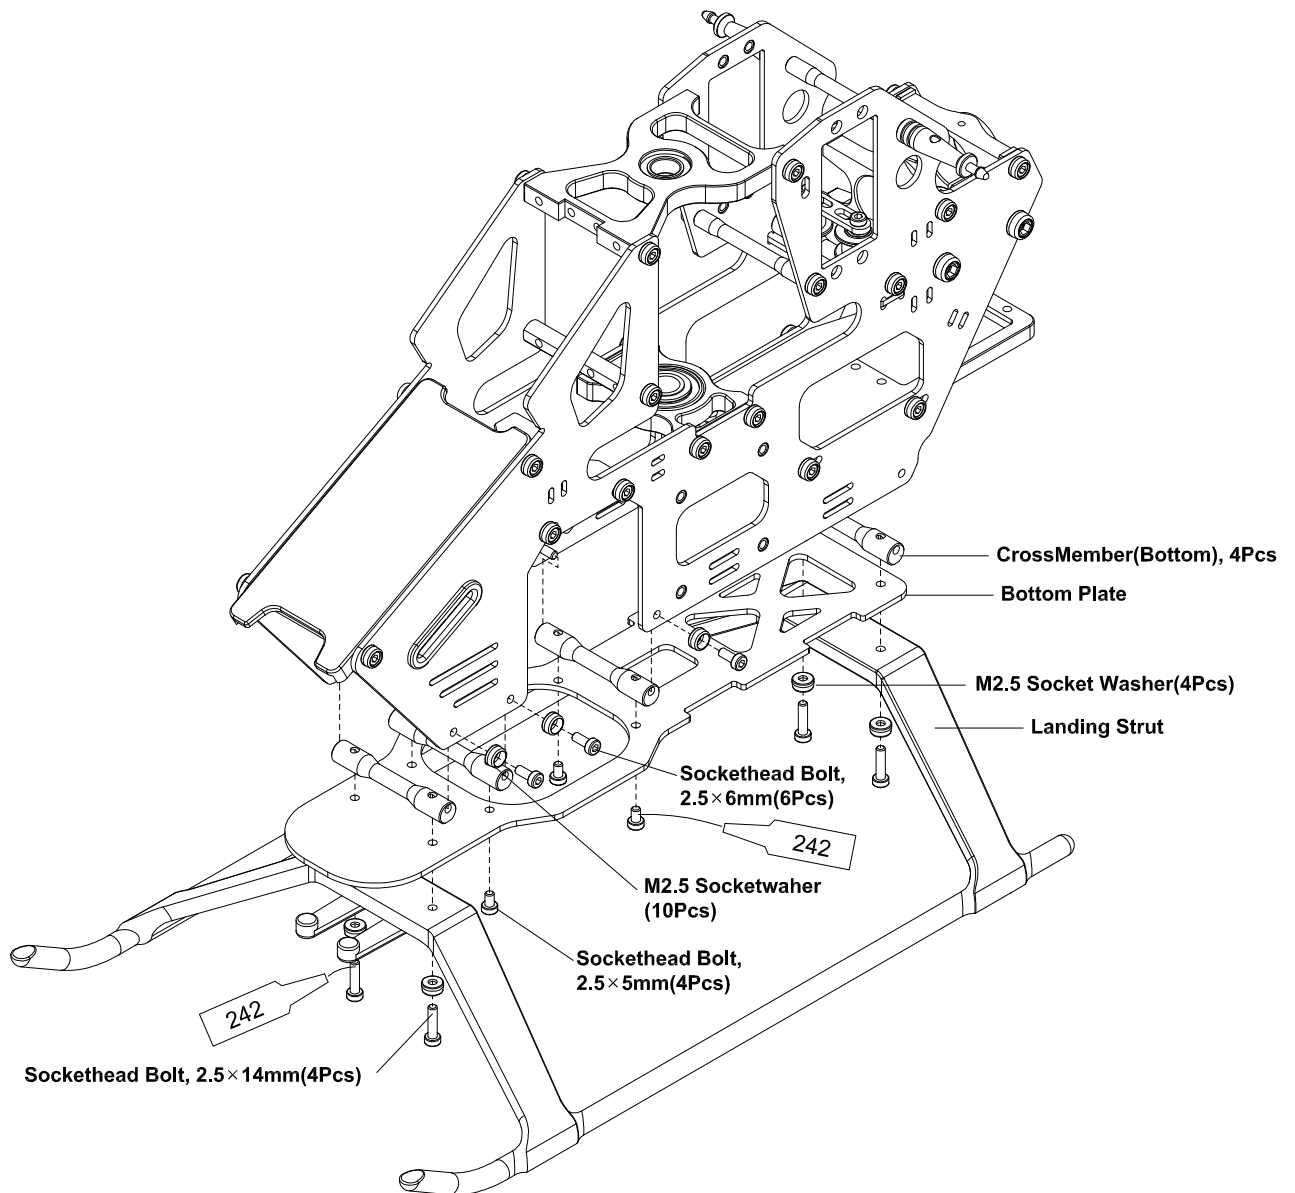 CrossMember(Bottom), 4Pcs
Bottom Plate
M2.5 Socket Washer(4Pcs)
Landing Strut
Sockethead Bolt,
2.5×6mm(6Pcs)
242
M2.5 Socketwaher
(10Pcs)
Sockethead Bolt,
2.5×5mm(4Pcs)
242
Sockethead Bolt, 2.5×14mm(4Pcs)